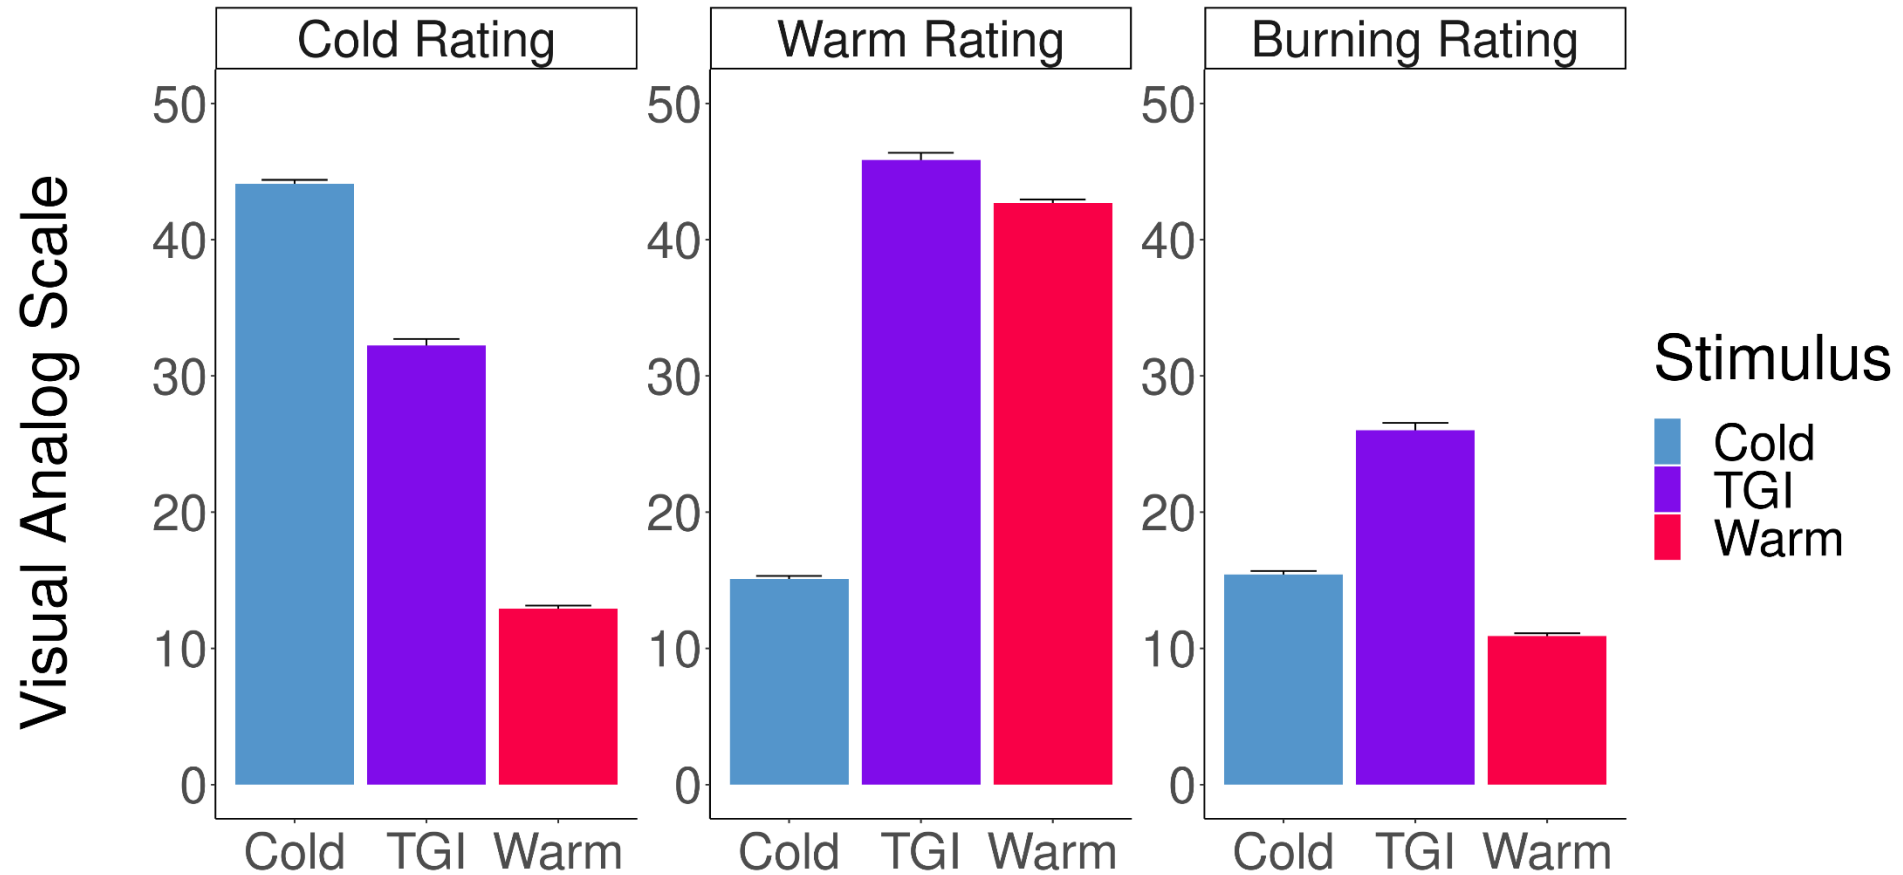 Cold Rating
Warm Rating
Burning Rating
Visual Analog Scale
50
40
30
20
10
0
Cold TGI Warm
50
40
30
20
10
0
Cold TGI Warm
50
40
30
20
10
0
Cold TGI Warm
Stimulus
Cold
TGI
Warm